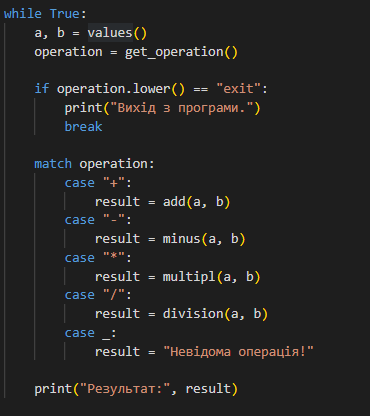 while True:
    a, b = values()
    operation = get_operation()

    if operation.lower() == "exit":
        print("Вихід з програми.")
        break

    match operation:
        case "+":
            result = add(a, b)
        case "-":
            result = minus(a, b)
        case "*":
            result = multipl(a, b)
        case "/":
            result = division(a, b)
        case _:
            result = "Невідома операція!"

    print("Результат:", result)